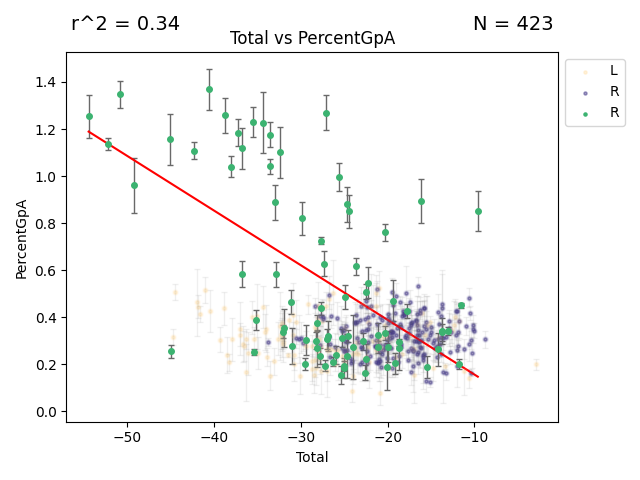 r^2 = 0.34
N = 423
Total vs PercentGpA
L
R
R
1.4
1.2
1.0
0.8
0.6
0.4
0.2
0.0
PercentGpA
−50
−40
−30
−20
−10
Total